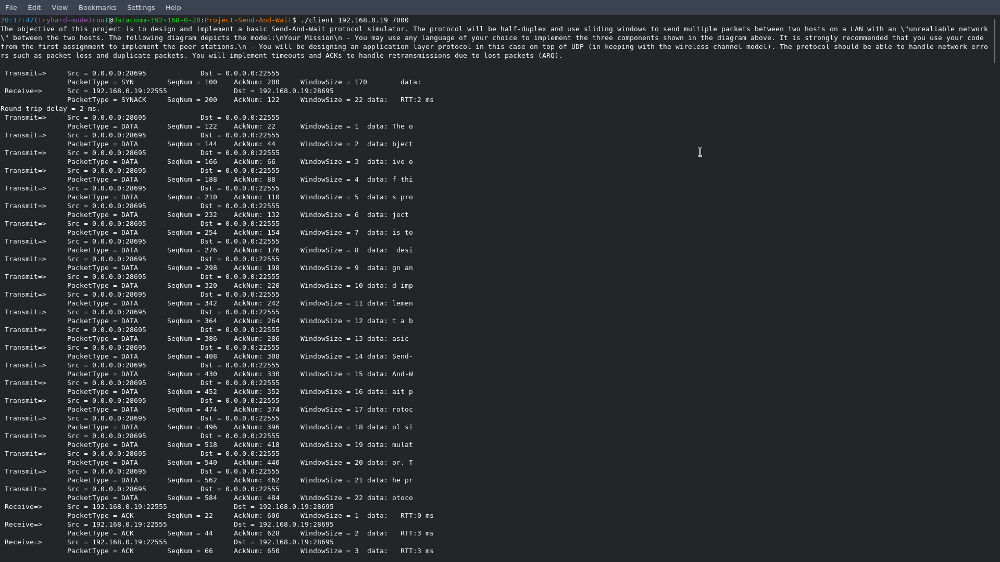 File Edit View Bookmarks Settings Help
20:17:47(tryhard-mode)root@datacomm-192-168-0-20:Project-Send-And-Wait$ ./client 192.168.0.19 7000
The objective of this project is to design and implement a basic Send-And-Wait protocol simulator. The protocol will be half-duplex and use sliding windows to send multiple packets between two hosts on a LAN with an \"unrealiable network
\" between the two hosts. The following diagram depicts the model:\nYour Mission\n - You may use any language of your choice to implement the three components shown in the diagram above. It is strongly recommended that you use your code
from the first assignment to implement the peer stations.\n - You will be designing an application layer protocol in this case on top of UDP (in keeping with the wireless channel model). The protocol should be able to handle network erro
rs such as packet loss and duplicate packets. You will implement timeouts and ACKs to handle retransmissions due to lost packets (ARQ).
Transmit=> Src = 0.0.0.0:28695 Dst = 0.0.0.0:22555
PacketType = SYN SeqNum = 100 AckNum: 200 WindowSize = 170 data:
Receive=> Src = 192.168.0.19:22555 Dst = 192.168.0.19:28695
PacketType = SYNACK SeqNum = 200 AckNum: 122 WindowSize = 22 data: RTT:2 ms
Round-trip delay = 2 ms.
Transmit=> Src = 0.0.0.0:28695 Dst = 0.0.0.0:22555
PacketType = DATA SeqNum = 122 AckNum: 22 WindowSize = 1 data: The o
Transmit=> Src = 0.0.0.0:28695 Dst = 0.0.0.0:22555
PacketType = DATA SeqNum = 144 AckNum: 44 WindowSize = 2 data: bject
Transmit=> Src = 0.0.0.0:28695 Dst = 0.0.0.0:22555
PacketType = DATA SeqNum = 166 AckNum: 66 WindowSize = 3 data: ive o
Transmit=> Src = 0.0.0.0:28695 Dst = 0.0.0.0:22555
PacketType = DATA SeqNum = 188 AckNum: 88 WindowSize = 4 data: f thi
Transmit=> Src = 0.0.0.0:28695 Dst = 0.0.0.0:22555
PacketType = DATA SeqNum = 210 AckNum: 110 WindowSize = 5 data: s pro
Transmit=> Src = 0.0.0.0:28695 Dst = 0.0.0.0:22555
PacketType = DATA SeqNum = 232 AckNum: 132 WindowSize = 6 data: ject
Transmit=> Src = 0.0.0.0:28695 Dst = 0.0.0.0:22555
PacketType = DATA SeqNum = 254 AckNum: 154 WindowSize = 7 data: is to
Transmit=> Src = 0.0.0.0:28695 Dst = 0.0.0.0:22555
PacketType = DATA SeqNum = 276 AckNum: 176 WindowSize = 8 data:  desi
Transmit=> Src = 0.0.0.0:28695 Dst = 0.0.0.0:22555
PacketType = DATA SeqNum = 298 AckNum: 198 WindowSize = 9 data: gn an
Transmit=> Src = 0.0.0.0:28695 Dst = 0.0.0.0:22555
PacketType = DATA SeqNum = 320 AckNum: 220 WindowSize = 10 data: d imp
Transmit=> Src = 0.0.0.0:28695 Dst = 0.0.0.0:22555
PacketType = DATA SeqNum = 342 AckNum: 242 WindowSize = 11 data: lemen
Transmit=> Src = 0.0.0.0:28695 Dst = 0.0.0.0:22555
PacketType = DATA SeqNum = 364 AckNum: 264 WindowSize = 12 data: t a b
Transmit=> Src = 0.0.0.0:28695 Dst = 0.0.0.0:22555
PacketType = DATA SeqNum = 386 AckNum: 286 WindowSize = 13 data: asic
Transmit=> Src = 0.0.0.0:28695 Dst = 0.0.0.0:22555
PacketType = DATA SeqNum = 408 AckNum: 308 WindowSize = 14 data: Send-
Transmit=> Src = 0.0.0.0:28695 Dst = 0.0.0.0:22555
PacketType = DATA SeqNum = 430 AckNum: 330 WindowSize = 15 data: And-W
Transmit=> Src = 0.0.0.0:28695 Dst = 0.0.0.0:22555
PacketType = DATA SeqNum = 452 AckNum: 352 WindowSize = 16 data: ait p
Transmit=> Src = 0.0.0.0:28695 Dst = 0.0.0.0:22555
PacketType = DATA SeqNum = 474 AckNum: 374 WindowSize = 17 data: rotoc
Transmit=> Src = 0.0.0.0:28695 Dst = 0.0.0.0:22555
PacketType = DATA SeqNum = 496 AckNum: 396 WindowSize = 18 data: ol si
Transmit=> Src = 0.0.0.0:28695 Dst = 0.0.0.0:22555
PacketType = DATA SeqNum = 518 AckNum: 418 WindowSize = 19 data: mulat
Transmit=> Src = 0.0.0.0:28695 Dst = 0.0.0.0:22555
PacketType = DATA SeqNum = 540 AckNum: 440 WindowSize = 20 data: or. T
Transmit=> Src = 0.0.0.0:28695 Dst = 0.0.0.0:22555
PacketType = DATA SeqNum = 562 AckNum: 462 WindowSize = 21 data: he pr
Transmit=> Src = 0.0.0.0:28695 Dst = 0.0.0.0:22555
PacketType = DATA SeqNum = 584 AckNum: 484 WindowSize = 22 data: otoco
Receive=> Src = 192.168.0.19:22555 Dst = 192.168.0.19:28695
PacketType = ACK SeqNum = 22 AckNum: 606 WindowSize = 1 data: RTT:0 ms
Receive=> Src = 192.168.0.19:22555 Dst = 192.168.0.19:28695
PacketType = ACK SeqNum = 44 AckNum: 628 WindowSize = 2 data: RTT:3 ms
Receive=> Src = 192.168.0.19:22555 Dst = 192.168.0.19:28695
PacketType = ACK SeqNum = 66 AckNum: 650 WindowSize = 3 data: RTT:3 ms